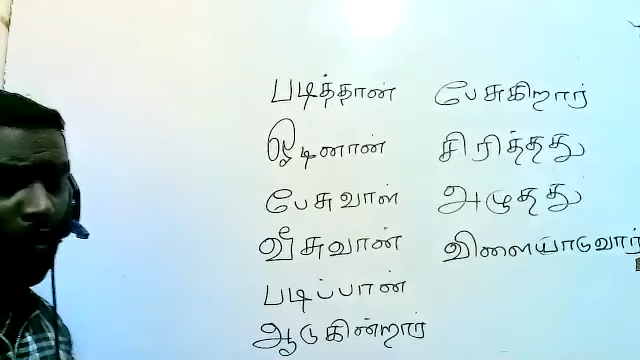 படித்தான் பேசுகிறார்
ஓடினான் சிரித்தது
பேசுவாள் அழுதது
வீசுவான் விளையாடுவார்
படிப்பான்
ஆடுகின்றார்